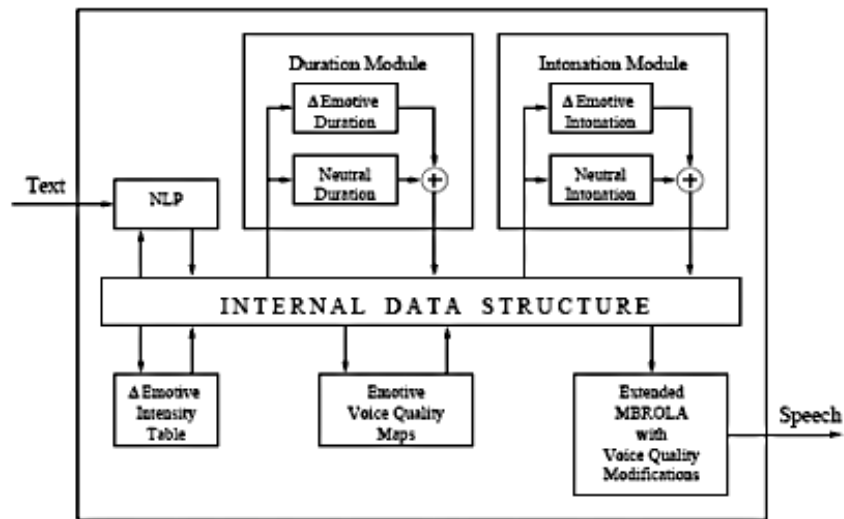 Duration Module
Δ Emotive
Duration
Neutral
Duration
+
Intonation Module
Δ Emotive
Intonation
Neutral
Intonation
+
Text
NLP
INTERNAL DATA STRUCTURE
Δ Emotive
Intensity
Table
Emotive
Voice Quality
Maps
Extended
MBROLA
with
Voice Quality
Modifications
Speech